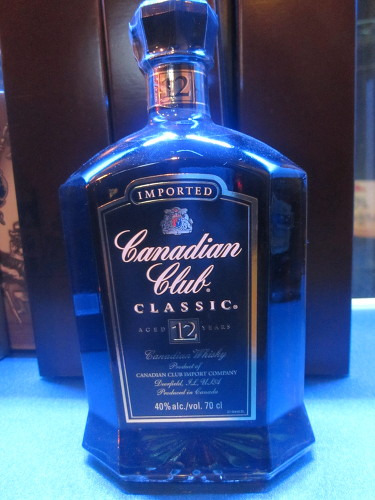 12
IMPORTED
Canadian
Club®
CLASSIC®
AGED 12 YEARS
Canadian Whisky
Product of
CANADIAN CLUB IMPORT COMPANY
Deerfield, IL, USA
Produced in Canada
40% alc./vol. 70 cl